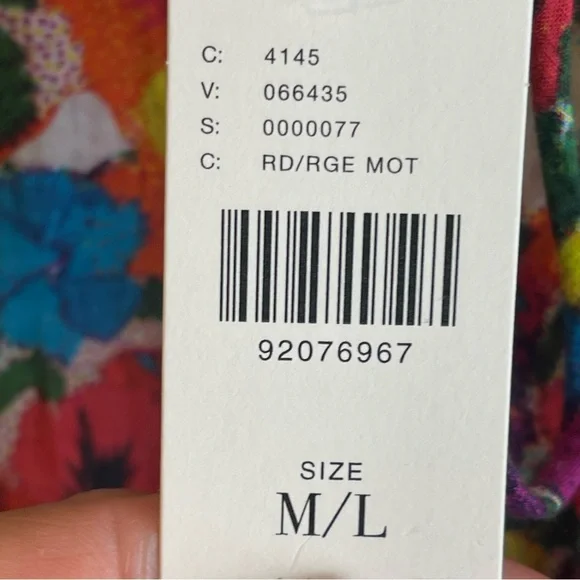 C: 4145
V: 066435
S: 0000077
C: RD/RGE MOT
92076967
SIZE
M/L